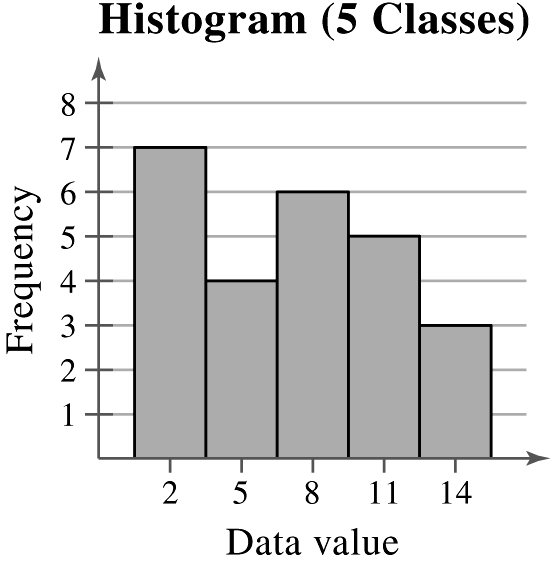 Histogram (5 Classes)
8
7
6
5
4
3
2
1
Frequency
2 5 8 11 14
Data value